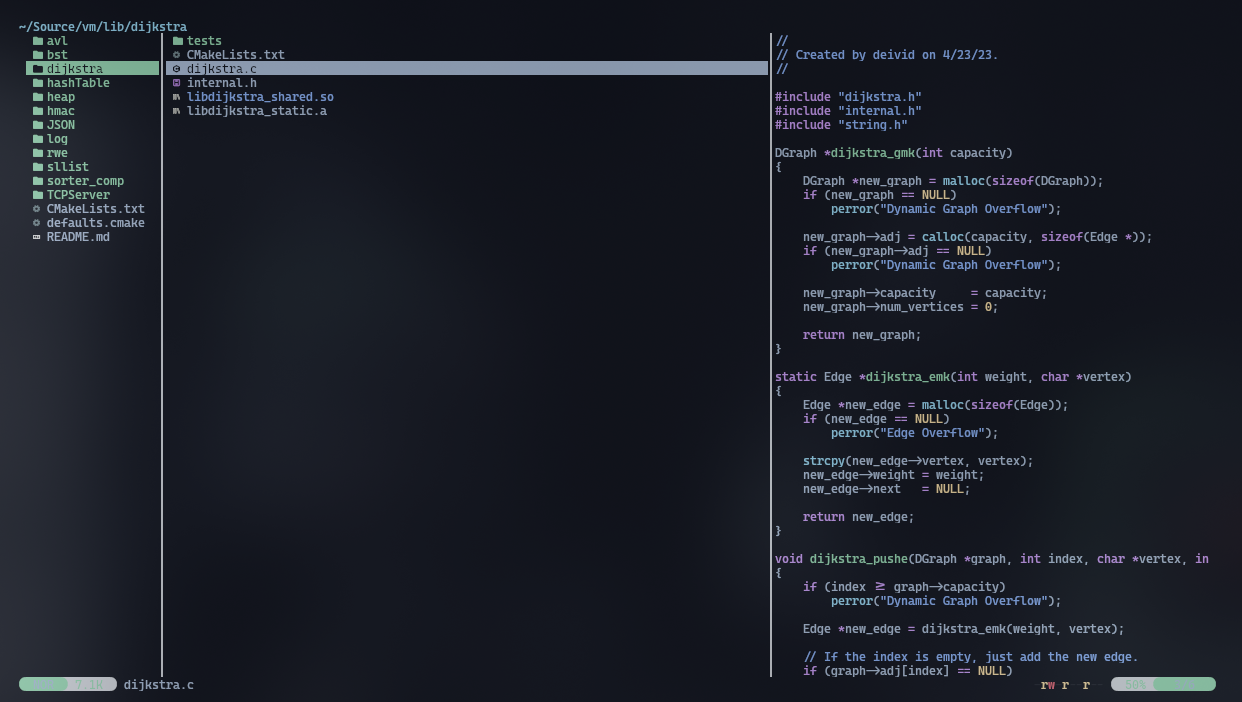 ~/Source/vm/lib/dijkstra
avl
bst
dijkstra
hashTable
heap
hmac
JSON
log
rwe
sllist
sorter_comp
TCPServer
CMakeLists.txt
defaults.cmake
README.md
tests
CMakeLists.txt
dijkstra.c
internal.h
libdijkstra_shared.so
libdijkstra_static.a
//
// Created by deivid on 4/23/23.
//
#include "dijkstra.h"
#include "internal.h"
#include "string.h"
DGraph *dijkstra_gmk(int capacity)
{
    DGraph *new_graph = malloc(sizeof(DGraph));
    if (new_graph == NULL)
        perror("Dynamic Graph Overflow");
    new_graph->adj = calloc(capacity, sizeof(Edge *));
    if (new_graph->adj == NULL)
        perror("Dynamic Graph Overflow");
    new_graph->capacity     = capacity;
    new_graph->num_vertices = 0;
    return new_graph;
}
static Edge *dijkstra_emk(int weight, char *vertex)
{
    Edge *new_edge = malloc(sizeof(Edge));
    if (new_edge == NULL)
        perror("Edge Overflow");
    strcpy(new_edge->vertex, vertex);
    new_edge->weight = weight;
    new_edge->next   = NULL;
    return new_edge;
}
void dijkstra_pushe(DGraph *graph, int index, char *vertex, in
{
    if (index ≥ graph->capacity)
        perror("Dynamic Graph Overflow");
    Edge *new_edge = dijkstra_emk(weight, vertex);
    // If the index is empty, just add the new edge.
    if (graph->adj[index] == NULL)
7.1K dijkstra.c
-rw-r--r-- 50%